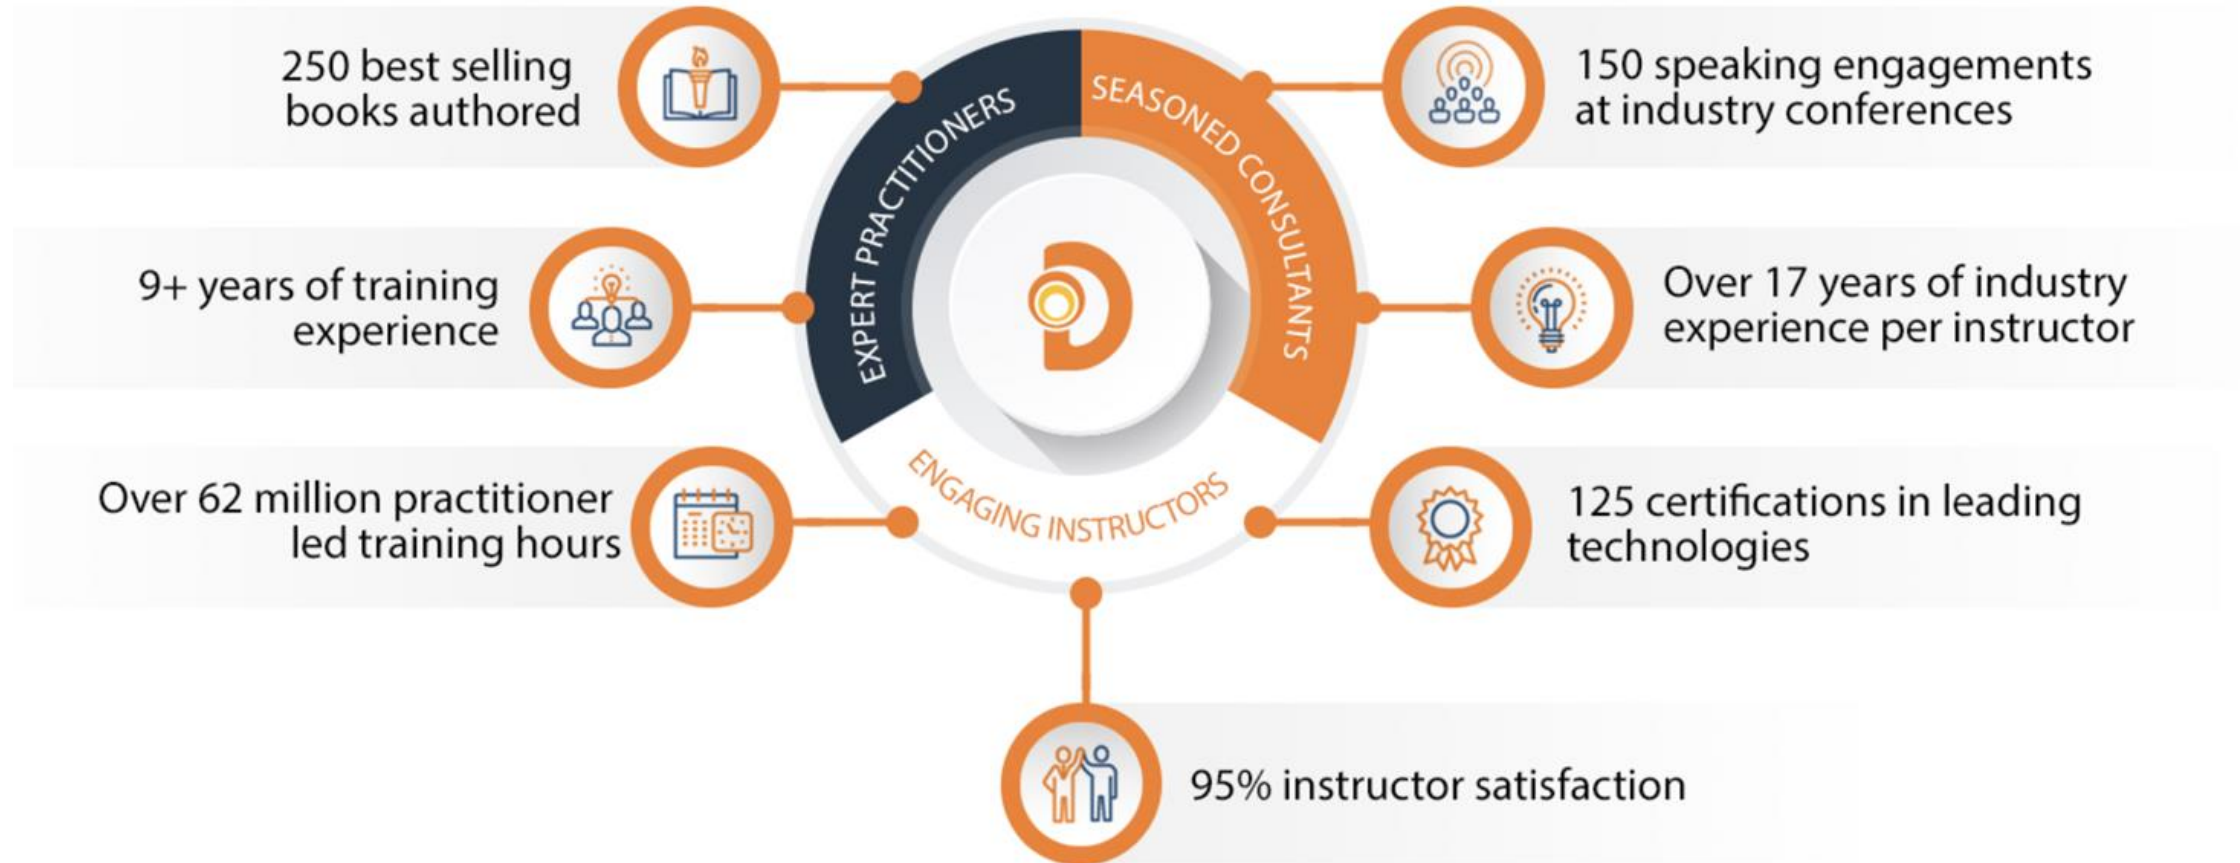 250 best selling
books authored
9+ years of training
experience
Over 62 million practitioner
led training hours
EXPERT PRACTITIONERS
SEASONED CONSULTANTS
ENGAGING INSTRUCTORS
150 speaking engagements
at industry conferences
Over 17 years of industry
experience per instructor
125 certifications in leading
technologies
95% instructor satisfaction